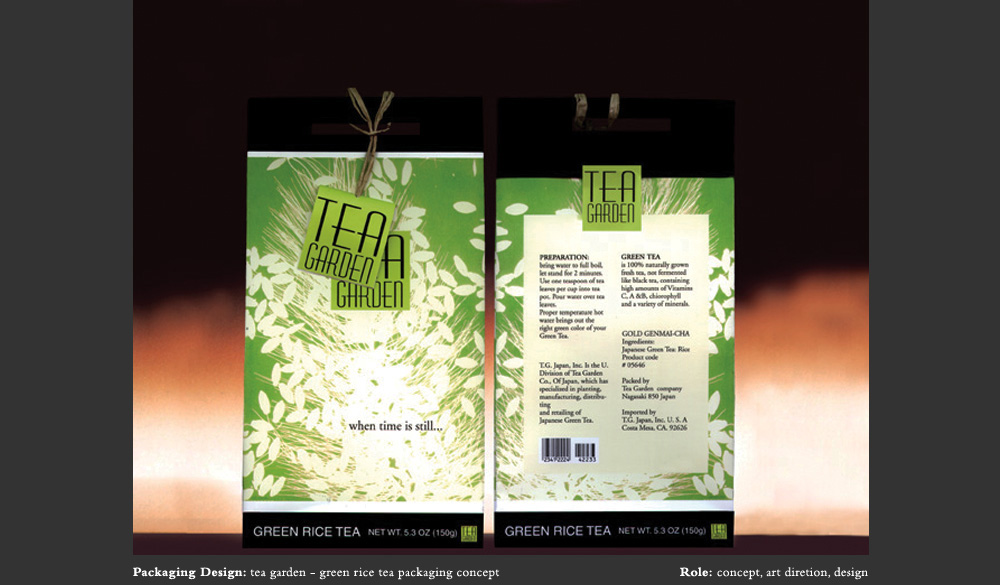 TEA
GARDEN
A
GARDEN
when time is still...
GREEN RICE TEA NET WT. 5.3 OZ (150g) TEA
GARDEN
TEA
GARDEN
PREPARATION:
bring water to full boil,
let stand for 2 minutes.
Use one teaspoon of tea
leaves per cup into tea
pot. Pour water over tea
leaves.
Proper temperature hot
water brings out the
right green color of your
Green Tea.
T.G. Japan, Inc. Is the U.
Division of Tea Garden
Co., Of Japan, which has
specialized in planting,
manufacturing, distribu-
ting
and retailing of
Japanese Green Tea.
GREEN TEA
is 100% naturally grown
fresh tea, not fermented
like black tea, containing
high amounts of Vitamins
C, A &B, chlorophyll
and a variety of minerals.
GOLD GENMAI-CHA
Ingredients:
Japanese Green Tea: Rice
Product code
# 05646
Packed by
Tea Garden company
Nagasaki 850 Japan
Imported by
T.G. Japan, Inc. U. S. A
Costa Mesa, CA. 92626
42233
GREEN RICE TEA NET WT. 5.3 OZ (150g) TEA
GARDEN
Packaging Design: tea garden – green rice tea packaging concept
Role: concept, art diretion, design